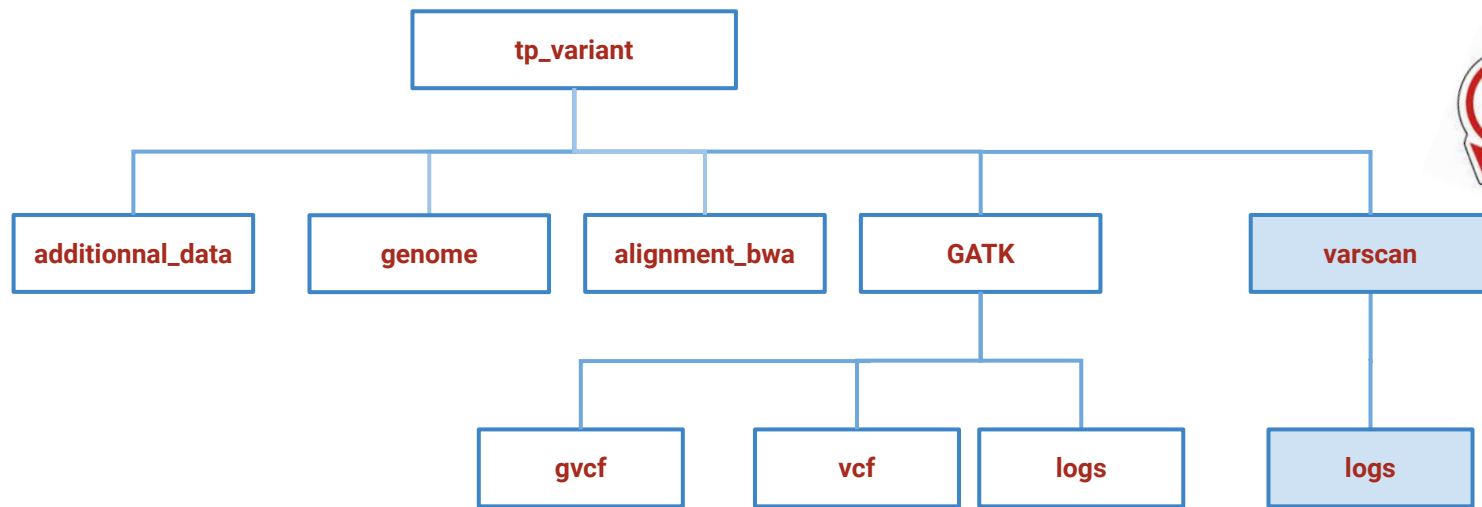 tp_variant
additionnal_data
genome
alignment_bwa
GATK
varscan
gvcf
vcf
logs
logs